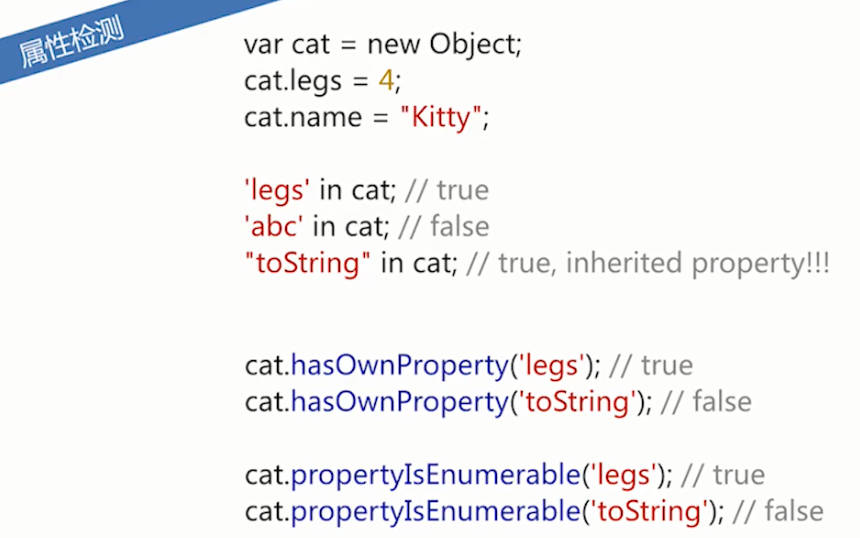 属性检测
var cat = new Object;
cat.legs = 4;
cat.name = "Kitty";
'legs' in cat; // true
'abc' in cat; // false
"toString" in cat; // true, inherited property!!!
cat.hasOwnProperty('legs'); // true
cat.hasOwnProperty('toString'); // false
cat.propertyIsEnumerable('legs'); // true
cat.propertyIsEnumerable('toString'); // false